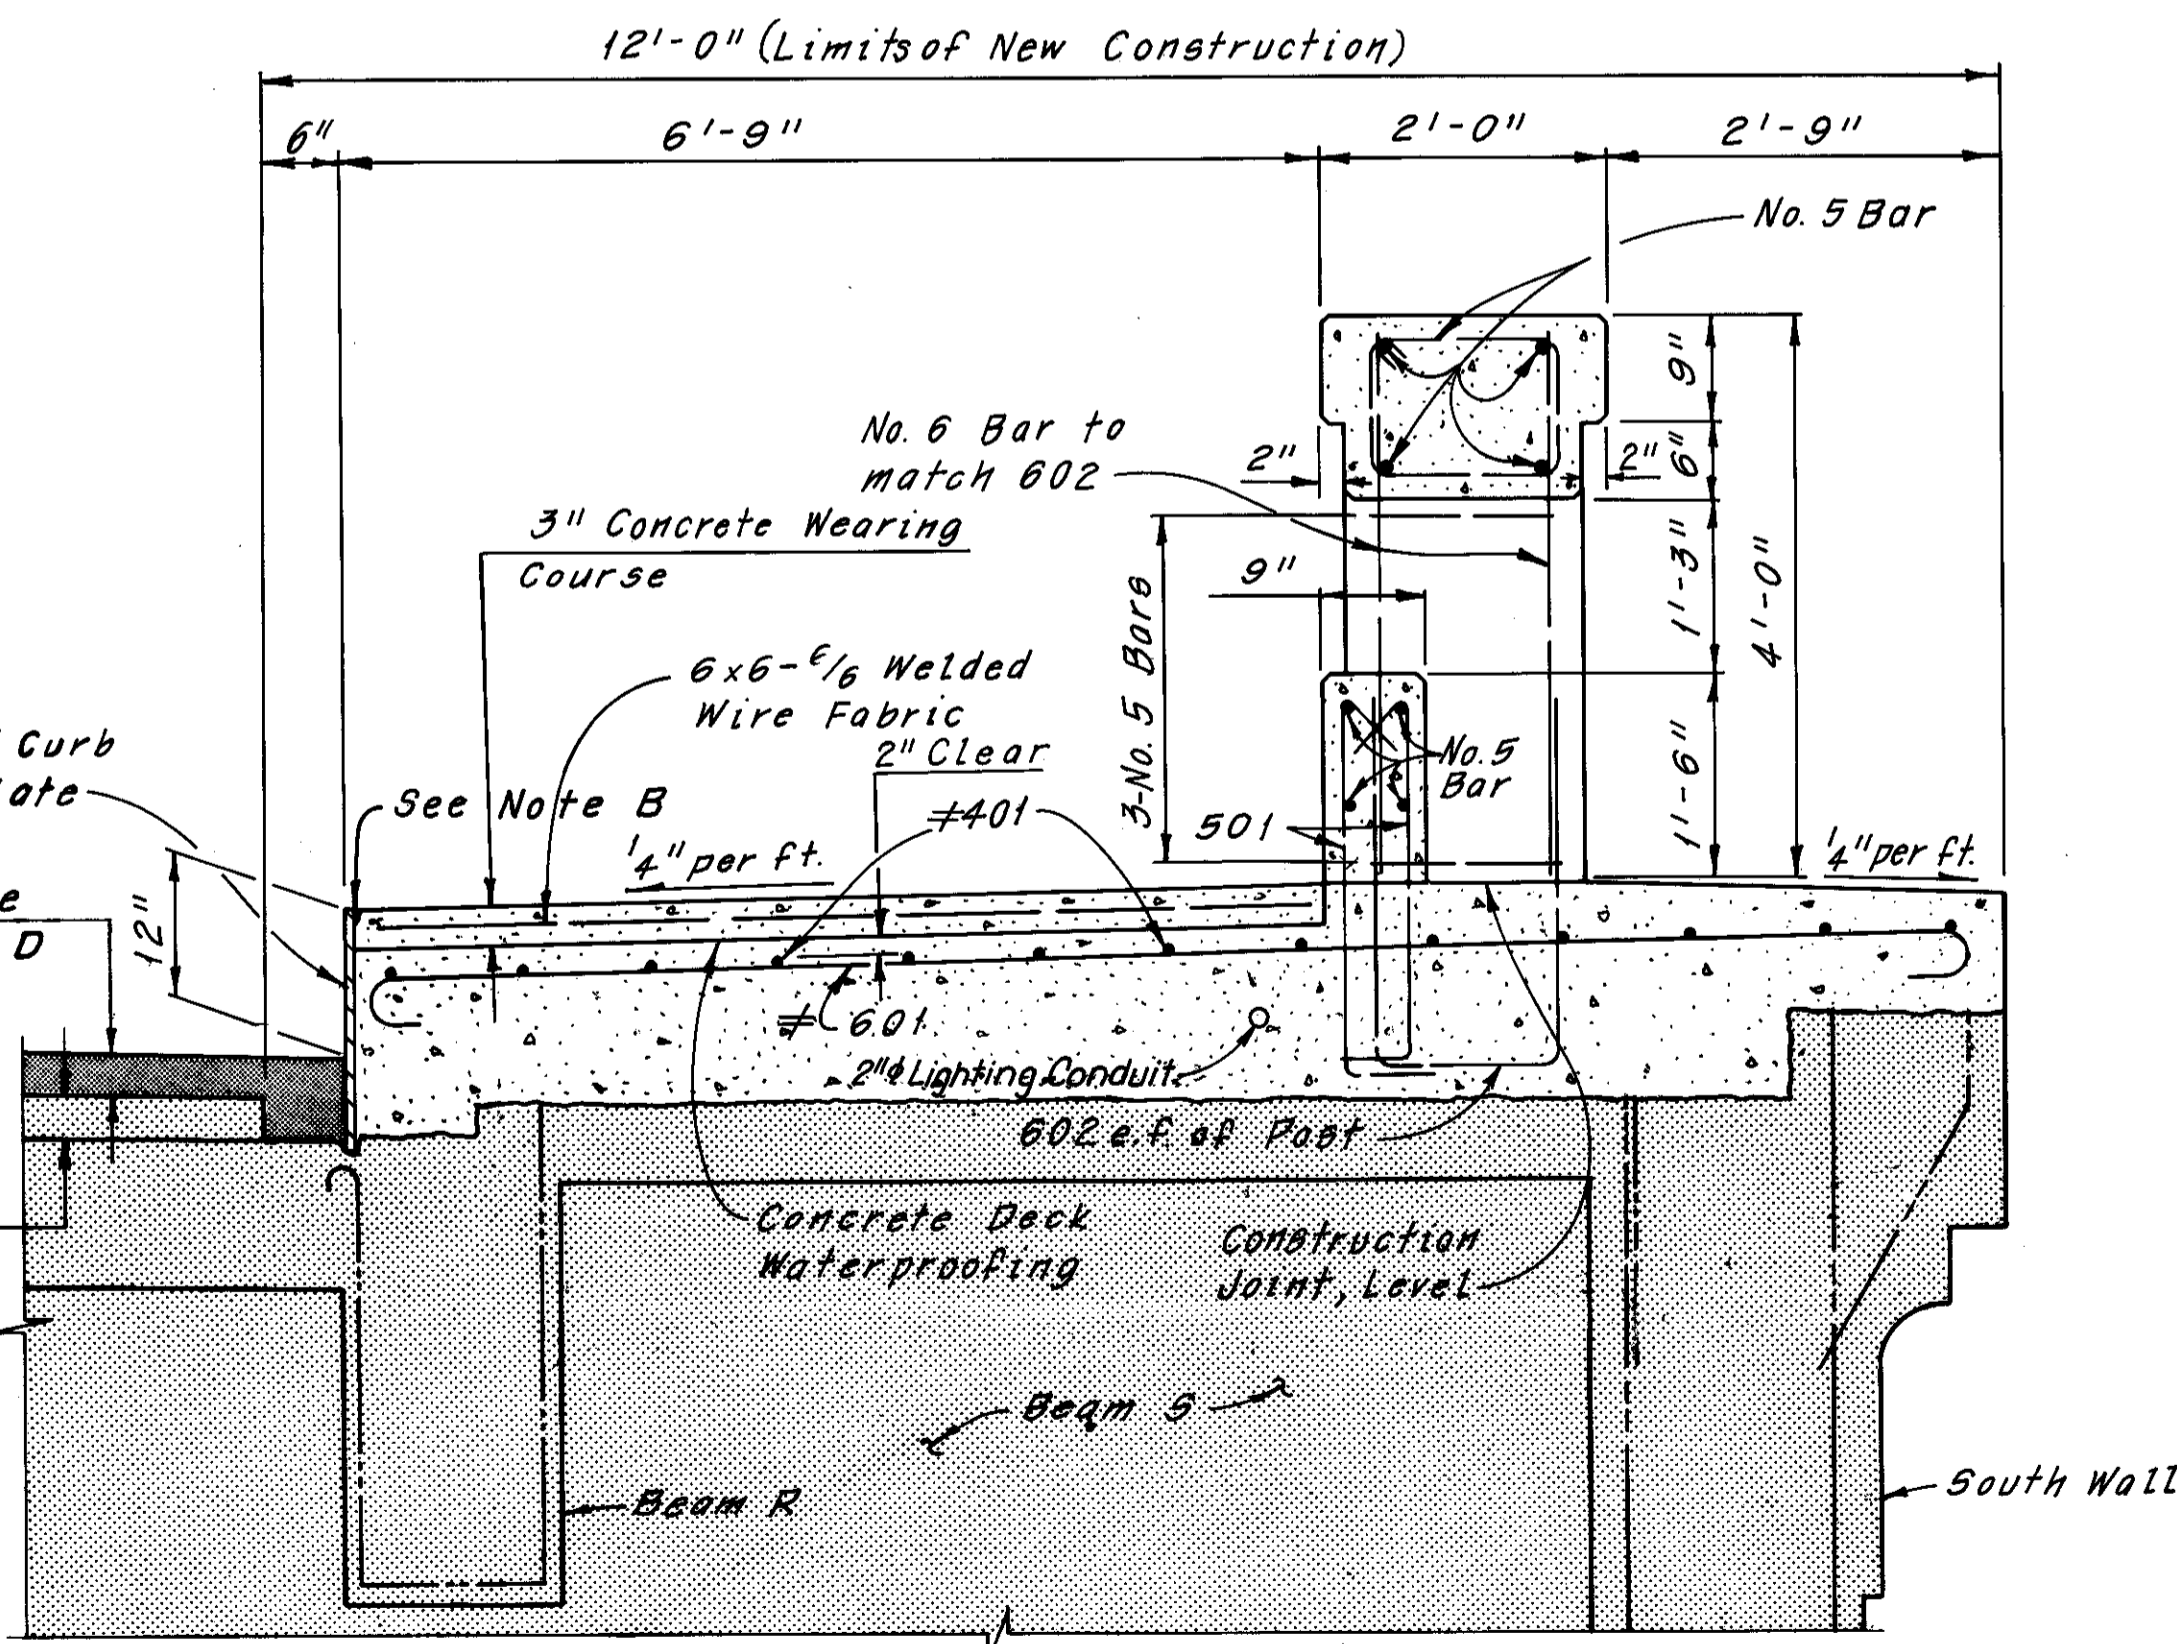 12'-0" (Limits of New Construction)
6"
6'-9"
2'-0"
2'-9"
No. 5 Bar
9"
No. 6 Bar to
match 602
2"
2"
6"
3" Concrete Wearing
Course
9"
3-No. 5 Bars
1'-3"
4'-0"
6x6-6/6 Welded
Wire Fabric
Curb
ate
2" Clear
No. 5
Bar
See Note B
#401
501
1'-6"
1/4" per ft.
1/4" per ft.
e
D
12"
#601
2"φ Lighting Conduit
602 e.f. of Post
Concrete Deck
Waterproofing
Construction
Joint, Level
Beam S
Beam R
South Wall